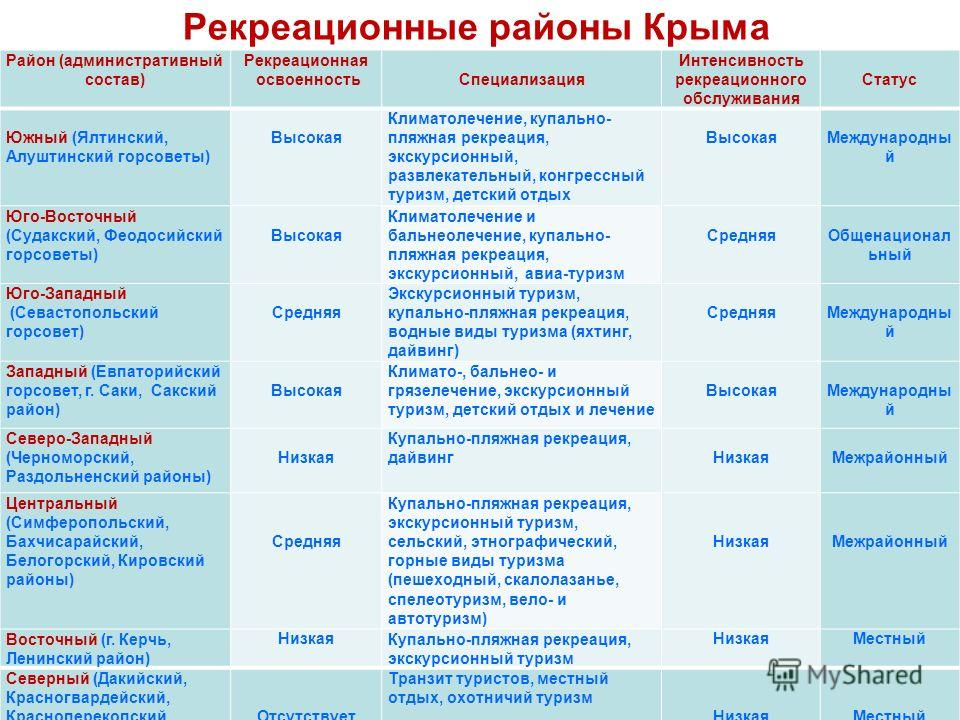 Рекреационные районы Крыма
Район (административный
состав)
Рекреационная
освоенность
Специализация
Интенсивность
рекреационного
обслуживания
Статус
Южный (Ялтинский,
Алуштинский горсоветы)
Высокая
Климатолечение, купально-
пляжная рекреация,
экскурсионный,
развлекательный, конгрессный
туризм, детский отдых
Высокая
Международны
й
Юго-Восточный
(Судакский, Феодосийский
горсоветы)
Высокая
Климатолечение и
бальнеолечение, купально-
пляжная рекреация,
экскурсионный, авиа-туризм
Средняя
Общенационал
ьный
Юго-Западный
(Севастопольский
горсовет)
Средняя
Экскурсионный туризм,
купально-пляжная рекреация,
водные виды туризма (яхтинг,
дайвинг)
Средняя
Международны
й
Западный (Евпаторийский
горсовет, г. Саки, Сакский
район)
Высокая
Климато-, бальнео- и
грязелечение, экскурсионный
туризм, детский отдых и лечение
Высокая
Международны
й
Северо-Западный
(Черноморский,
Раздольненский районы)
Низкая
Купально-пляжная рекреация,
дайвинг
Низкая
Межрайонный
Центральный
(Симферопольский,
Бахчисарайский,
Белогорский, Кировский
районы)
Средняя
Купально-пляжная рекреация,
экскурсионный туризм,
сельский, этнографический,
горные виды туризма
(пешеходный, скалолазанье,
спелеотуризм, вело- и
автотуризм)
Низкая
Межрайонный
Восточный (г. Керчь,
Ленинский район)
Низкая
Купально-пляжная рекреация,
экскурсионный туризм
Низкая
Местный
Северный (Дакийский,
Красногвардейский,
Красноперекопский
Отсутствует
Транзит туристов, местный
отдых, охотничий туризм
Низкая
Местный
MyShared